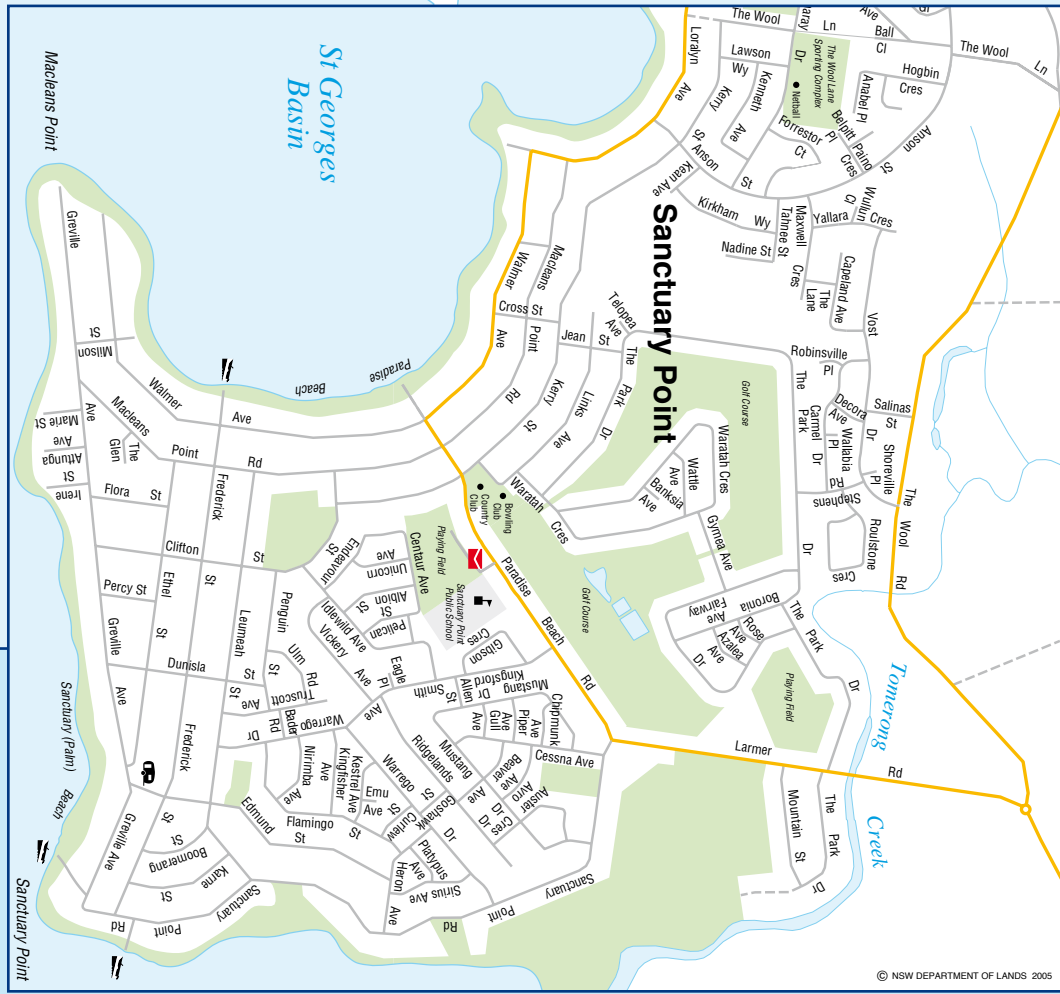 St Georges
Basin
Macleans Point
Sanctuary Point
Tomerong
Creek
Sanctuary (Palm)
Beach
Sanctuary Point
Paradise
Beach
The Wool
Ln
Dr
Ave
Ball
Cl
The Wool
Ln
Hogbin
Cres
Loralyn
Ave
Lawson
Wy
Kerry
St
Kenneth
Ave
The Wool Lane
Sporting Complex
Netball
Anabel Pl
Belpitt
Pl
Paino
Cres
Anson
St
Forrestor
Ct
Anson
St
Kean Ave
Kirkham
Wy
Nadine St
Tahnee St
Maxwell
Cres
Yallara
Cl
Wullun
Cres
Capeland Ave
The
Lane
Vost
Robinsville
Pl
Decora
Ave
Salinas
St
Shoreville
Pl
Dr
Walabia
Pl
Carmel Dr
The
Park
Dr
Stephens
Rd
Roulstone
Cres
The
Wool
Rd
Macleans
Point
Rd
Walmer
Ave
Cross St
Jean
St
Telopea
Ave
The
Park
Dr
Kerry
St
Links
Ave
Golf Course
Waratah Cres
Wattle
Ave
Banksia
Ave
Gymea Ave
Waratah
Cres
Bowling
Club
Country
Club
Golf Course
Paradise
Beach
Rd
Boronia
Fairway
Ave
Rose
Ave
Azalea
Ave
Dr
The
Park
Dr
Playing Field
Larmer
Rd
The
Park
Dr
Mountain
St
Greville
St
Milson
Ave
Walmer
Ave
Macleans
Point
Rd
The
Glen
Marie St
Attunga
Ave
Irene
St
Flora
St
Frederick
St
Clifton
St
Percy St
Ethel
St
Greville
Ave
Leumeah
St
Dunisla
St
Penguin
St
Endeavour
St
Unicorn
Ave
Centaur Ave
Playing Field
Sanctuary Point
Public School
Albion
St
Idlewild Ave
Pelican
Vickery
Ave
Eagle
Pl
Ulm
Rd
Truscott
Ave
Bader
Rd
Warrego
Dr
Gibson
Cres
Kingsford
Smith
Mustang
Dr
Allen
St
Gull
Ave
Piper
Ave
Chipmunk
Cessna Ave
Mustang
Ave
Ridgelands
Dr
Beaver
Ave
Avro
Dr
Auster
Cres
Warrego
St
Goshawk
Curlew
St
Nirimba
Ave
Kingfisher
Ave
Kestrel Ave
Emu
Ave
Flamingo
St
Edmund
St
Platypus
Ave
Heron
Ave
Sirius Ave
Frederick
St
Boomerang
St
Karne
St
Greville Ave
Sanctuary
Point
Rd
Sanctuary
Point
Rd
© NSW DEPARTMENT OF LANDS 2005